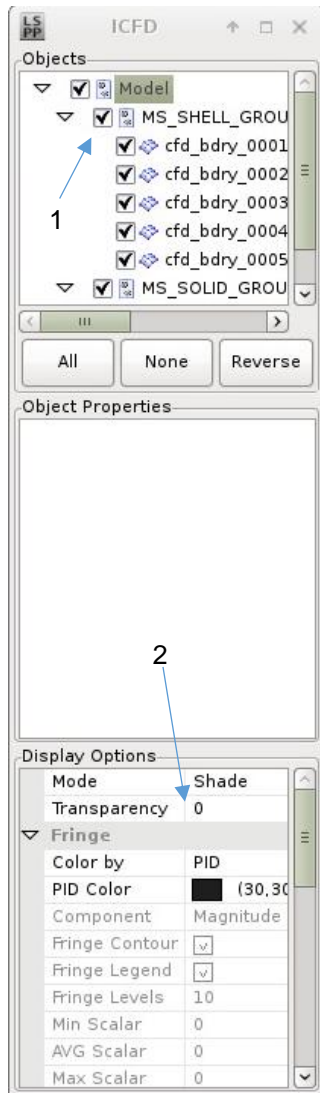 LS
PP
ICFD
Objects
Model
MS_SHELL_GROU
cfd_bdry_0001
1
cfd_bdry_0002
cfd_bdry_0003
cfd_bdry_0004
cfd_bdry_0005
MS_SOLID_GROU
All None Reverse
Object Properties
2
Display Options
Mode Shade
Transparency 0
Fringe
Color by PID
PID Color (30,30
Component Magnitude
Fringe Contour
Fringe Legend
Fringe Levels 10
Min Scalar 0
AVG Scalar 0
Max Scalar 0